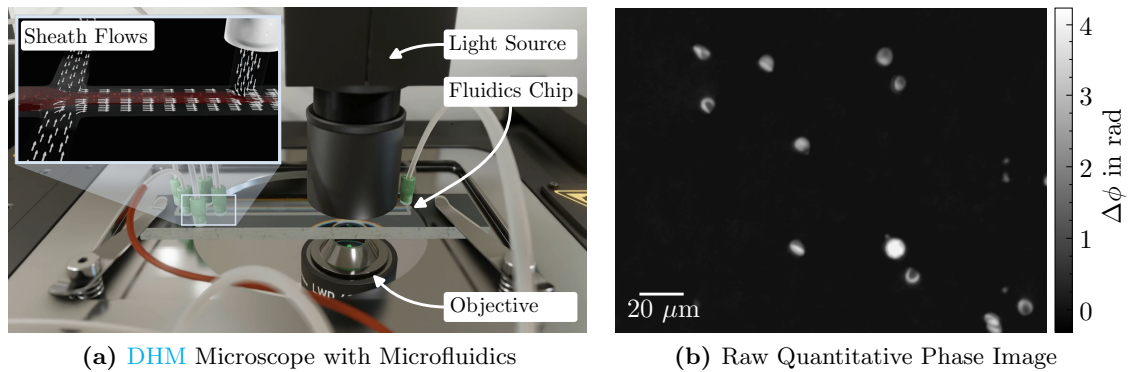 Sheath Flows
Light Source
Fluidics Chip
Objective
LWD
(a) DHM Microscope with Microfluidics
20 μm
4
3
2
1
0
Δϕ in rad
(b) Raw Quantitative Phase Image